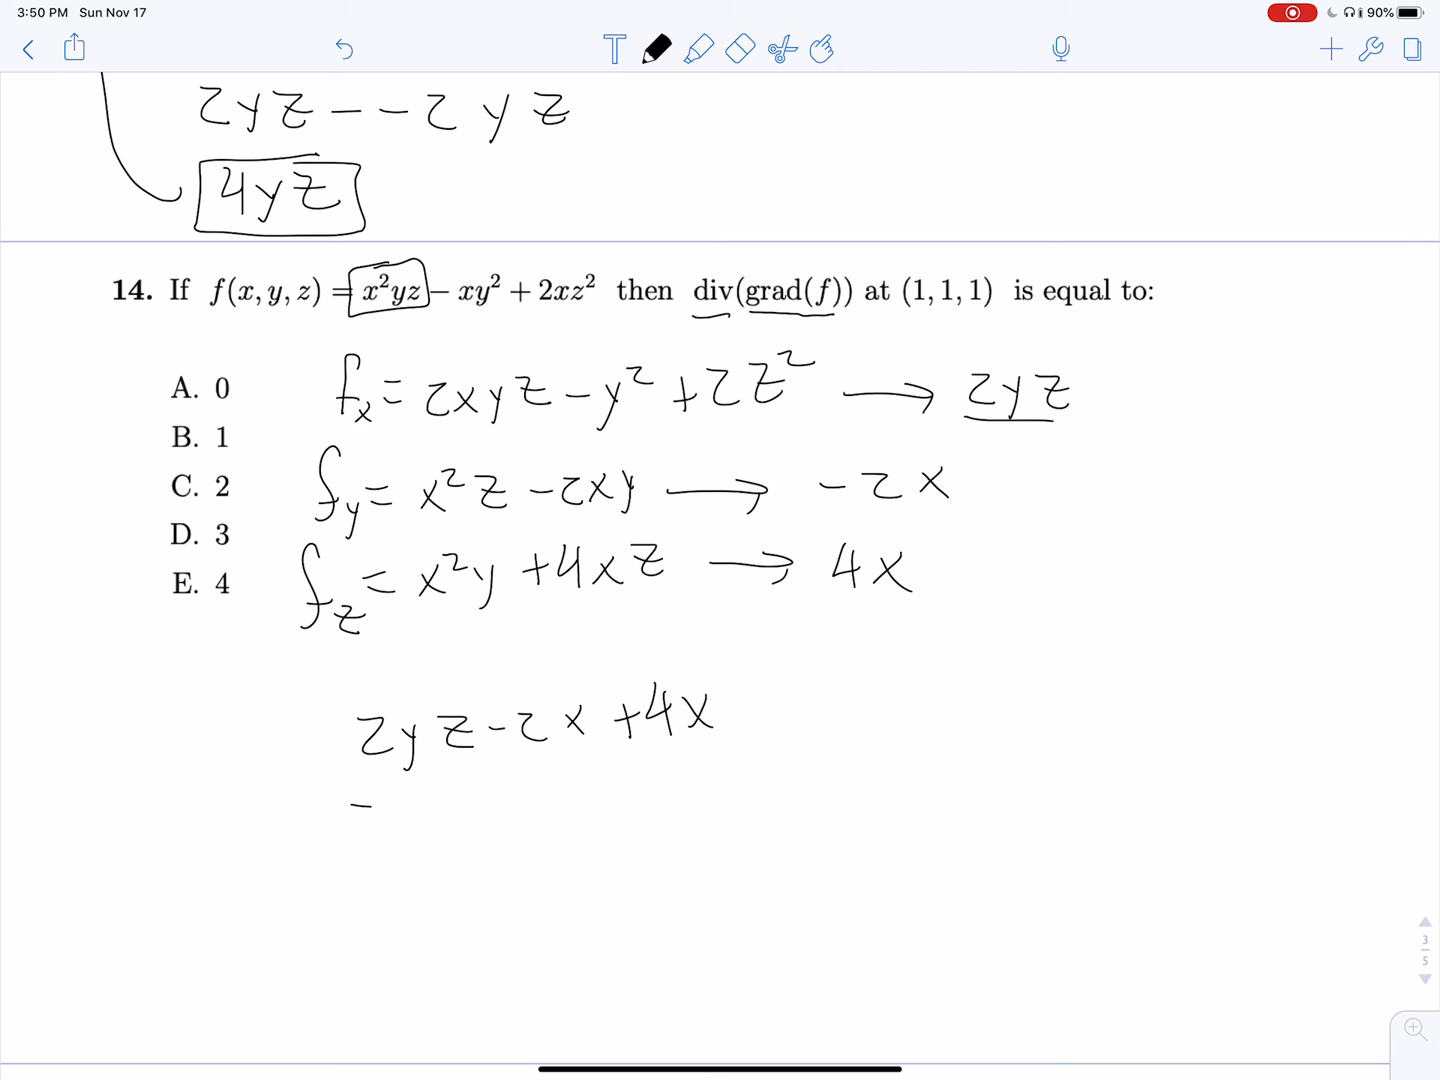 3:50 PM Sun Nov 17
90%
T
2yz - -2yz
4yz
14. If f(x, y, z) = x²yz − xy² + 2xz² then div(grad(f)) at (1, 1, 1) is equal to:
A. 0
B. 1
C. 2
D. 3
E. 4
fx = 2xyz - y² + 2z² → 2yz
fy = x²z - 2xy → -2x
fz = x²y + 4xz → 4x
2yz - 2x + 4x
-
3
5